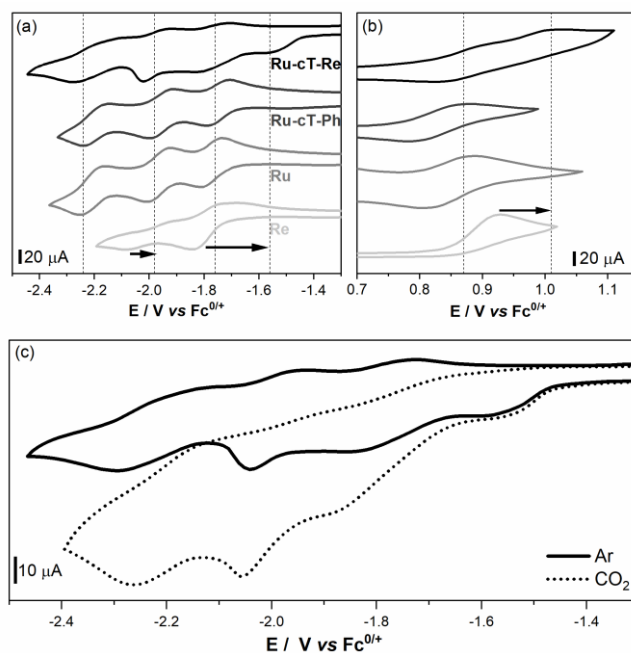 (a)
Ru-cT-Re
Ru-cT-Ph
Ru
Re
20 µA
-2.4 -2.2 -2.0 -1.8 -1.6 -1.4
E / V vs Fc0/+
(b)
20 µA
0.7 0.8 0.9 1.0 1.1
E / V vs Fc0/+
(c)
10 µA
Ar
CO2
-2.4 -2.2 -2.0 -1.8 -1.6 -1.4
E / V vs Fc0/+